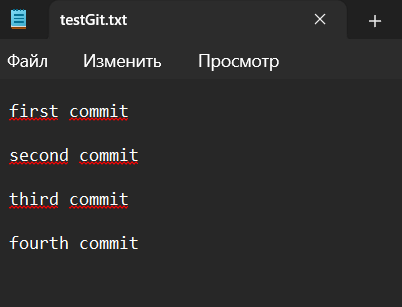 testGit.txt
Файл Изменить Просмотр
first commit
second commit
third commit
fourth commit